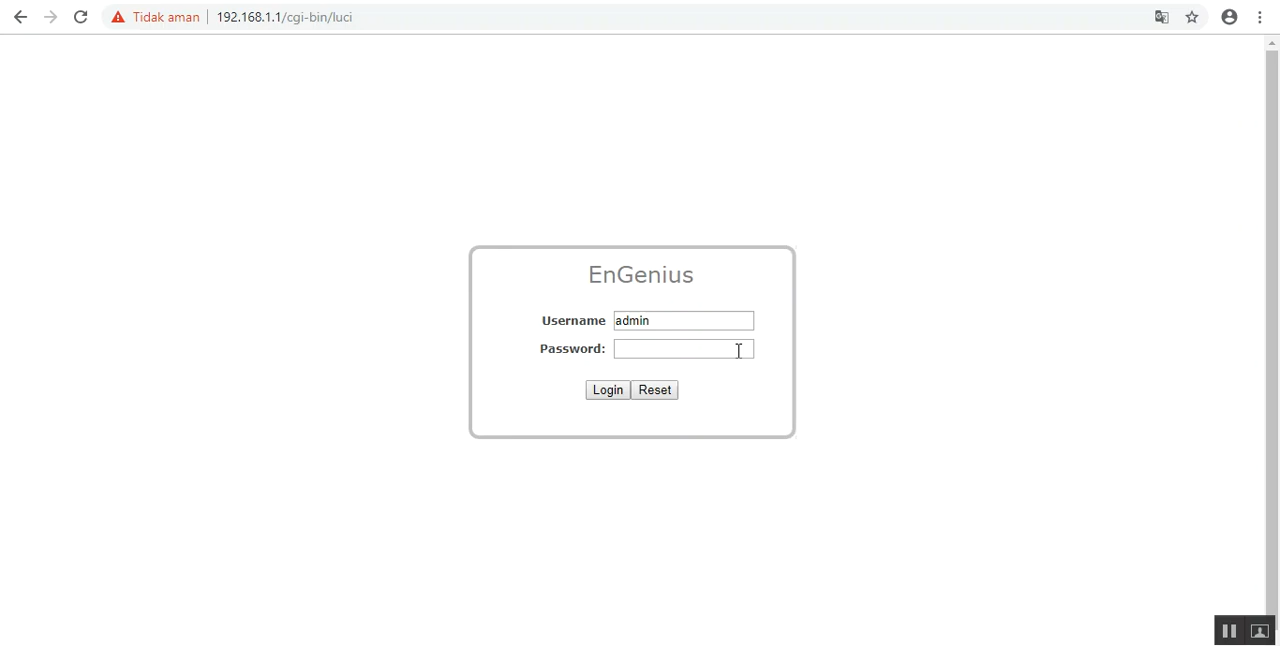 Tidak aman 192.168.1.1/cgi-bin/luci
EnGenius
Username admin
Password:
Login Reset